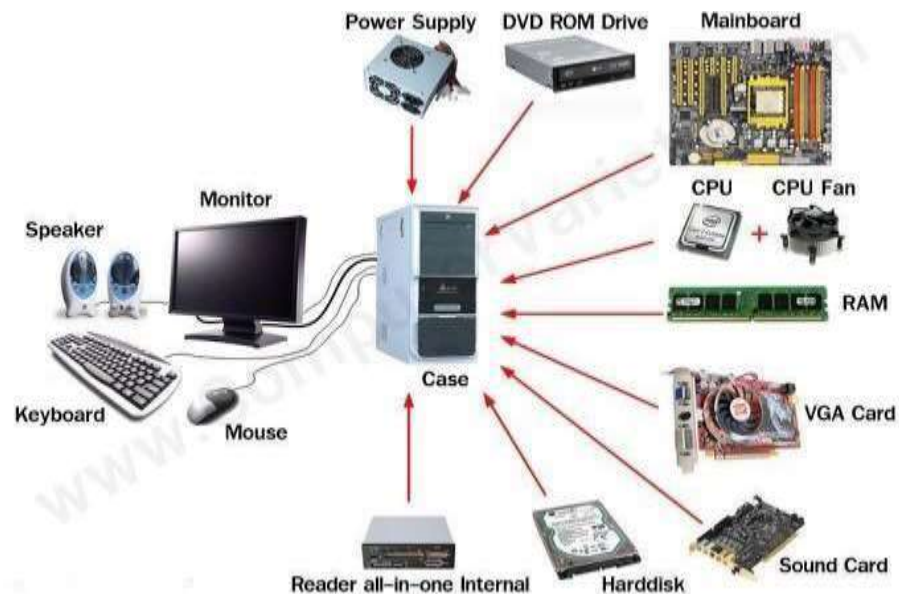 Power Supply
DVD ROM Drive
Mainboard
CPU
CPU Fan
+
Monitor
Speaker
RAM
Case
Keyboard
Mouse
VGA Card
Reader all-in-one Internal
Harddisk
Sound Card